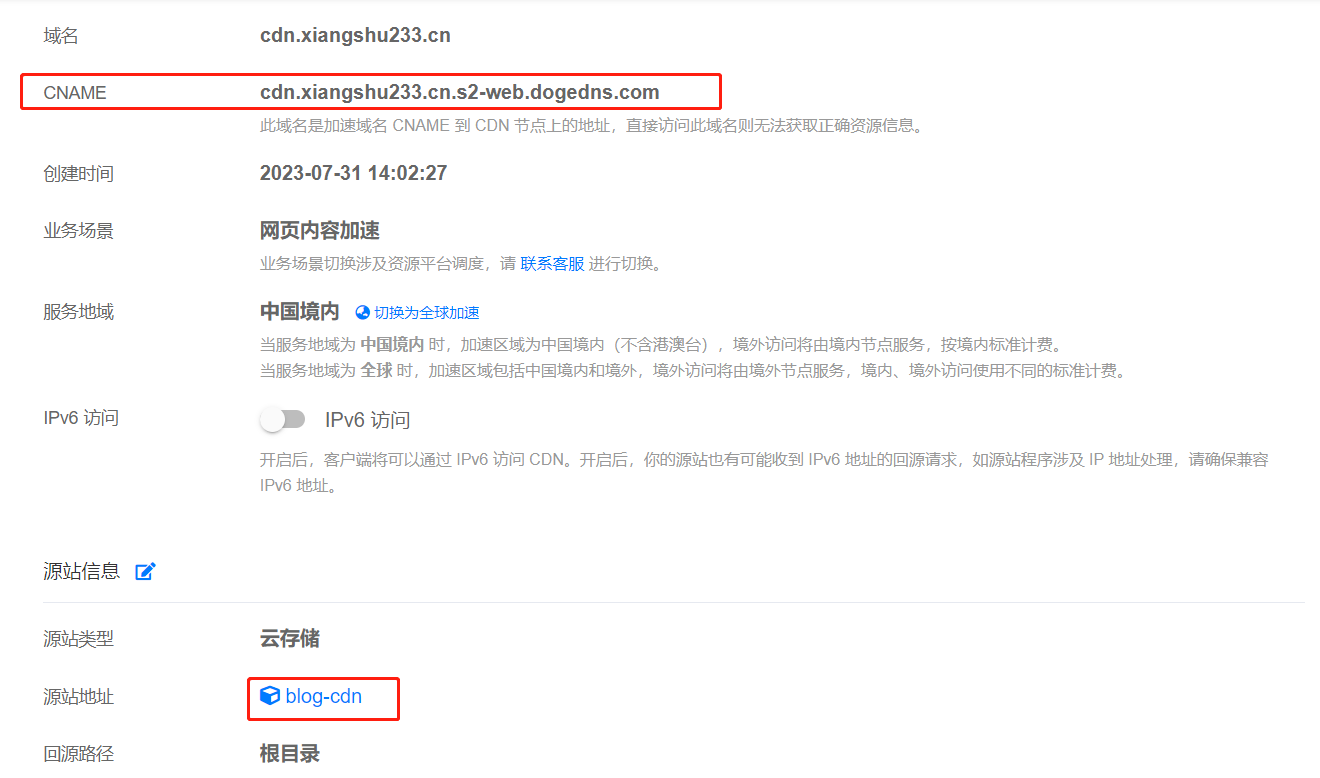 域名 cdn.xiangshu233.cn
CNAME cdn.xiangshu233.cn.s2-web.dogedns.com
此域名是加速域名 CNAME 到 CDN 节点上的地址，直接访问此域名则无法获取正确资源信息。
创建时间 2023-07-31 14:02:27
业务场景 网页内容加速
业务场景切换涉及资源平台调度，请 联系客服 进行切换。
服务地域 中国境内 切换为全球加速
当服务地域为 中国境内 时，加速区域为中国境内（不含港澳台），境外访问将由境内节点服务，按境内标准计费。
当服务地域为 全球 时，加速区域包括中国境内和境外，境外访问将由境外节点服务，境内、境外访问使用不同的标准计费。
IPv6 访问 IPv6 访问
开启后，客户端将可以通过 IPv6 访问 CDN。开启后，你的源站也有可能收到 IPv6 地址的回源请求，如源站程序涉及 IP 地址处理，请确保兼容
IPv6 地址。
源站信息
源站类型 云存储
源站地址 blog-cdn
回源路径 根目录